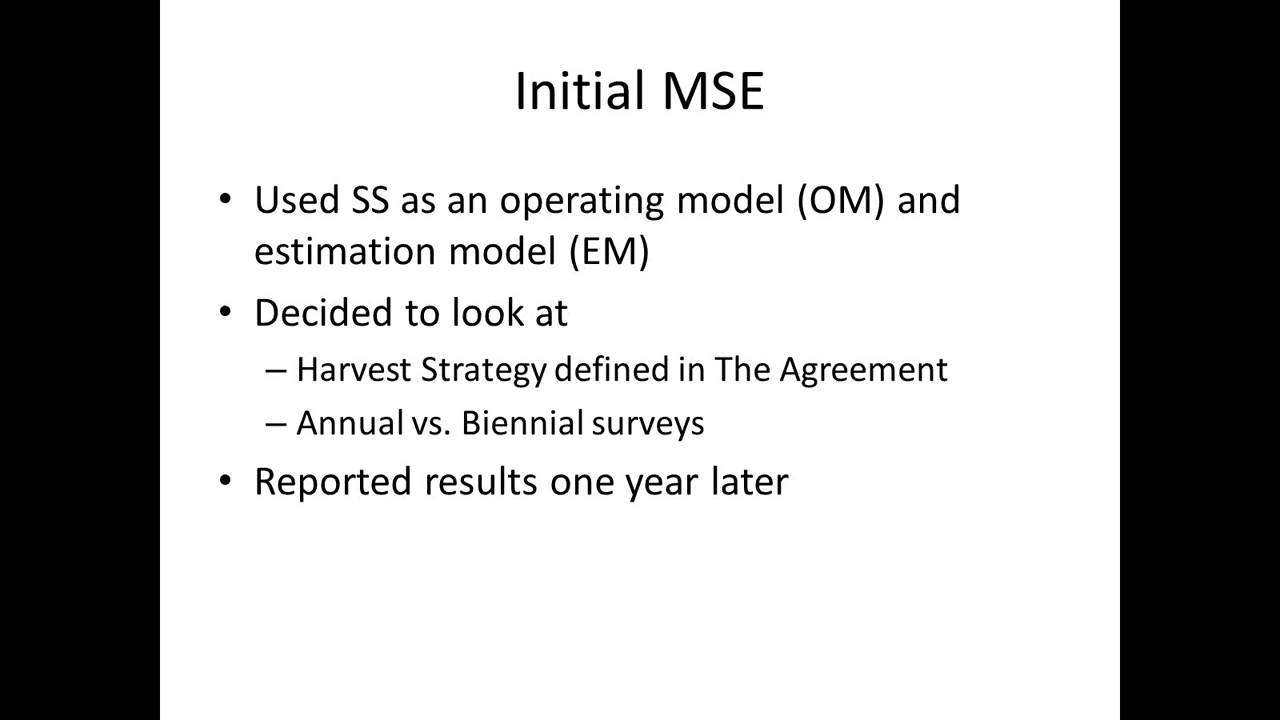 Initial MSE
• Used SS as an operating model (OM) and
estimation model (EM)
• Decided to look at
– Harvest Strategy defined in The Agreement
– Annual vs. Biennial surveys
• Reported results one year later